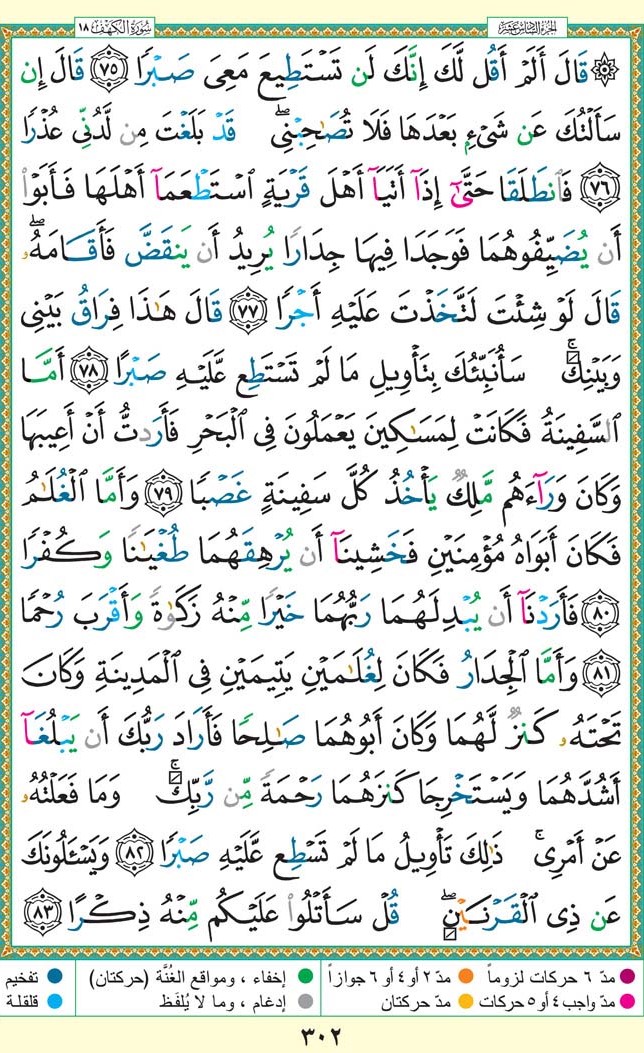 الجزء السادس عشر سُورَةُ الكَهْفِ ١٨
۞ قَالَ أَلَمْ أَقُل لَّكَ إِنَّكَ لَن تَسْتَطِيعَ مَعِيَ صَبْرًا ٧٥ قَالَ إِن
سَأَلْتُكَ عَن شَيْءٍ بَعْدَهَا فَلَا تُصَٰحِبْنِيۖ قَدْ بَلَغْتَ مِن لَّدُنِّي عُذْرًا
٧٦ فَٱنطَلَقَا حَتَّىٰٓ إِذَآ أَتَيَآ أَهْلَ قَرْيَةٍ ٱسْتَطْعَمَآ أَهْلَهَا فَأَبَوْا۟
أَن يُضَيِّفُوهُمَا فَوَجَدَا فِيهَا جِدَارًا يُرِيدُ أَن يَنقَضَّ فَأَقَامَهُۥۖ
قَالَ لَوْ شِئْتَ لَتَّخَذْتَ عَلَيْهِ أَجْرًا ٧٧ قَالَ هَٰذَا فِرَاقُ بَيْنِي
وَبَيْنِكَۚ سَأُنَبِّئُكَ بِتَأْوِيلِ مَا لَمْ تَسْتَطِع عَّلَيْهِ صَبْرًا ٧٨ أَمَّا
ٱلسَّفِينَةُ فَكَانَتْ لِمَسَٰكِينَ يَعْمَلُونَ فِي ٱلْبَحْرِ فَأَرَدتُّ أَنْ أَعِيبَهَا
وَكَانَ وَرَآءَهُم مَّلِكٌ يَأْخُذُ كُلَّ سَفِينَةٍ غَصْبًا ٧٩ وَأَمَّا ٱلْغُلَٰمُ
فَكَانَ أَبَوَاهُ مُؤْمِنَيْنِ فَخَشِينَآ أَن يُرْهِقَهُمَا طُغْيَٰنًا وَكُفْرًا
٨٠ فَأَرَدْنَآ أَن يُبْدِلَهُمَا رَبُّهُمَا خَيْرًا مِّنْهُ زَكَوٰةً وَأَقْرَبَ رُحْمًا
٨١ وَأَمَّا ٱلْجِدَارُ فَكَانَ لِغُلَٰمَيْنِ يَتِيمَيْنِ فِي ٱلْمَدِينَةِ وَكَانَ
تَحْتَهُۥ كَنزٌ لَّهُمَا وَكَانَ أَبُوهُمَا صَٰلِحًا فَأَرَادَ رَبُّكَ أَن يَبْلُغَآ
أَشُدَّهُمَا وَيَسْتَخْرِجَا كَنزَهُمَا رَحْمَةً مِّن رَّبِّكَۚ وَمَا فَعَلْتُهُۥ
عَنْ أَمْرِيۚ ذَٰلِكَ تَأْوِيلُ مَا لَمْ تَسْطِع عَّلَيْهِ صَبْرًا ٨٢ وَيَسْـَٔلُونَكَ
عَن ذِي ٱلْقَرْنَيْنِۖ قُلْ سَأَتْلُوا۟ عَلَيْكُم مِّنْهُ ذِكْرًا ٨٣
مدّ ٦ حركات لزوماً مدّ ٢ أو ٤ أو ٦ جوازاً إخفاء ، ومواقع الغُنَّة (حركتان) تفخيم
مدّ واجب ٤ أو ٥ حركات مدّ حركتان إدغام ، وما لا يُلفَظ قلقلة
٣٠٢